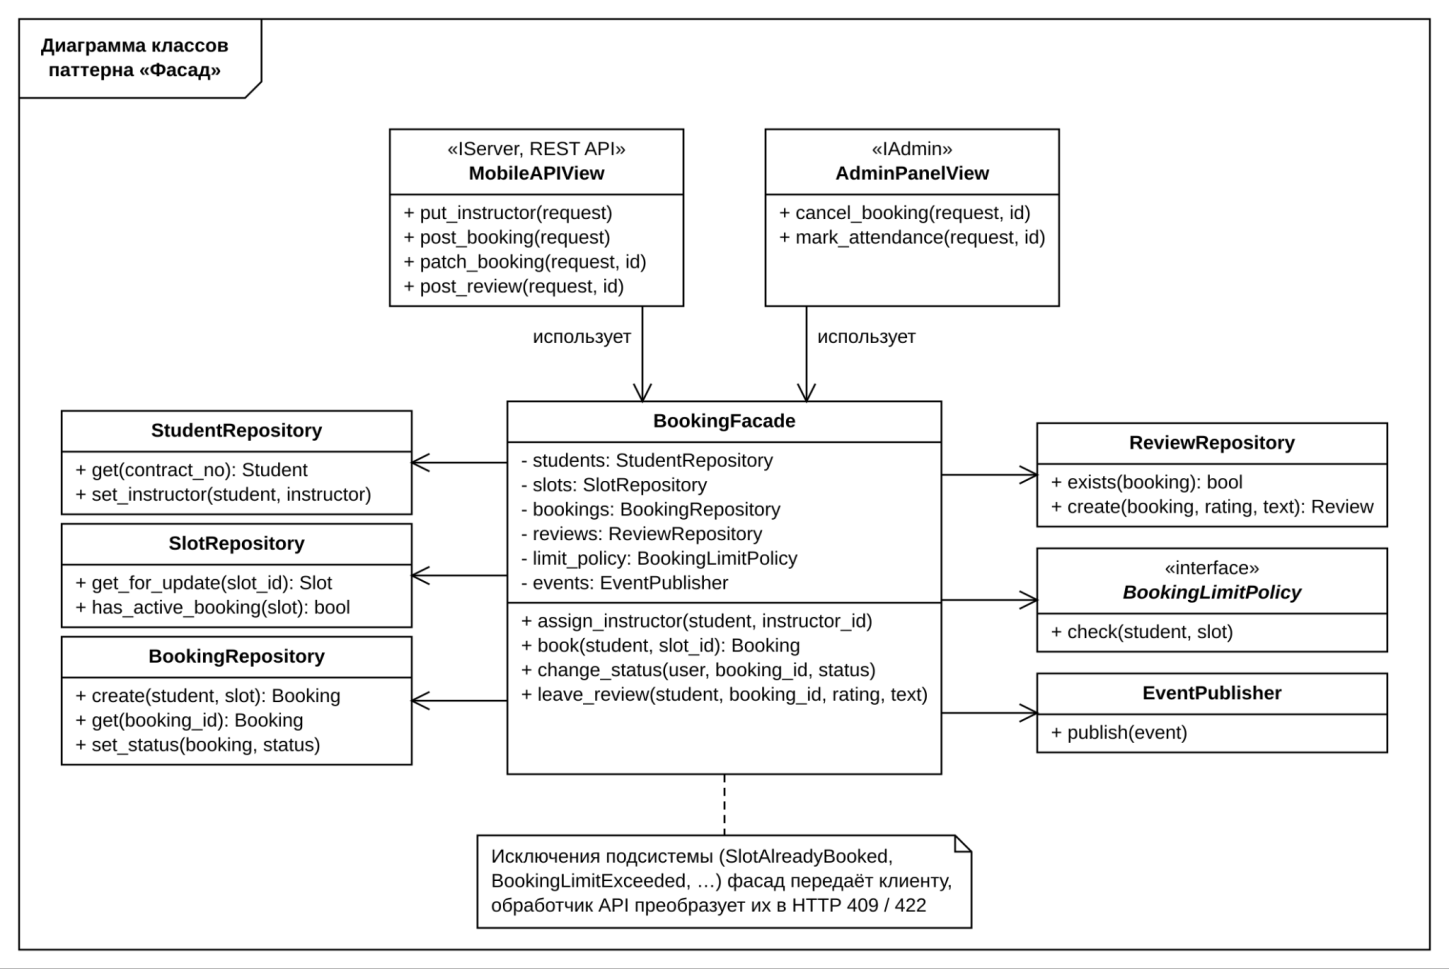 Диаграмма классов
паттерна «Фасад»
«IServer, REST API»
MobileAPIView
+ put_instructor(request)
+ post_booking(request)
+ patch_booking(request, id)
+ post_review(request, id)
«IAdmin»
AdminPanelView
+ cancel_booking(request, id)
+ mark_attendance(request, id)
использует
использует
StudentRepository
+ get(contract_no): Student
+ set_instructor(student, instructor)
SlotRepository
+ get_for_update(slot_id): Slot
+ has_active_booking(slot): bool
BookingRepository
+ create(student, slot): Booking
+ get(booking_id): Booking
+ set_status(booking, status)
BookingFacade
- students: StudentRepository
- slots: SlotRepository
- bookings: BookingRepository
- reviews: ReviewRepository
- limit_policy: BookingLimitPolicy
- events: EventPublisher
+ assign_instructor(student, instructor_id)
+ book(student, slot_id): Booking
+ change_status(user, booking_id, status)
+ leave_review(student, booking_id, rating, text)
ReviewRepository
+ exists(booking): bool
+ create(booking, rating, text): Review
«interface»
BookingLimitPolicy
+ check(student, slot)
EventPublisher
+ publish(event)
Исключения подсистемы (SlotAlreadyBooked,
BookingLimitExceeded, …) фасад передаёт клиенту,
обработчик API преобразует их в HTTP 409 / 422